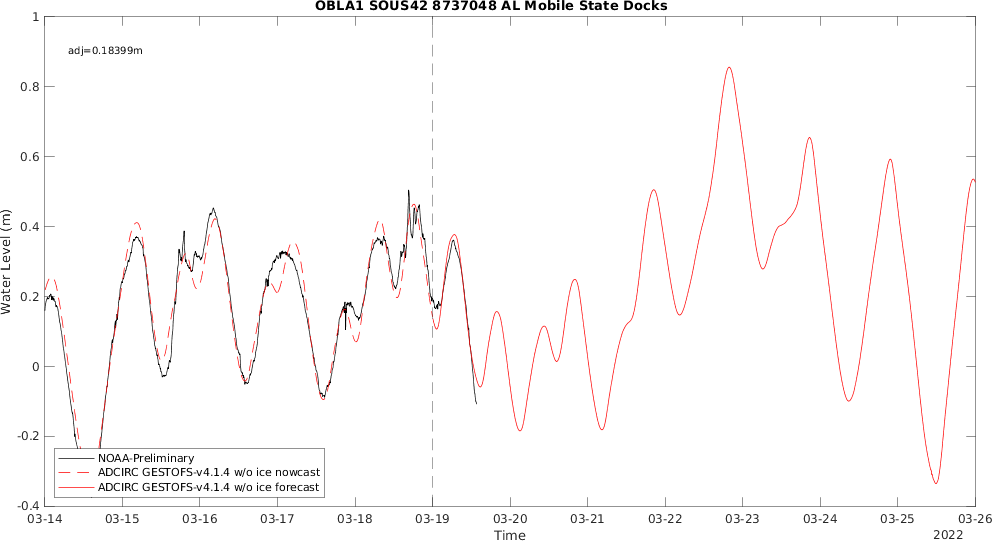 OBLA1 SOUS42 8737048 AL Mobile State Docks
adj=0.18399m
Water Level (m)
1
0.8
0.6
0.4
0.2
0
-0.2
-0.4
NOAA-Preliminary
ADCIRC GESTOFS-v4.1.4 w/o ice nowcast
ADCIRC GESTOFS-v4.1.4 w/o ice forecast
03-14 03-15 03-16 03-17 03-18 03-19 03-20 03-21 03-22 03-23 03-24 03-25 03-26
Time
2022